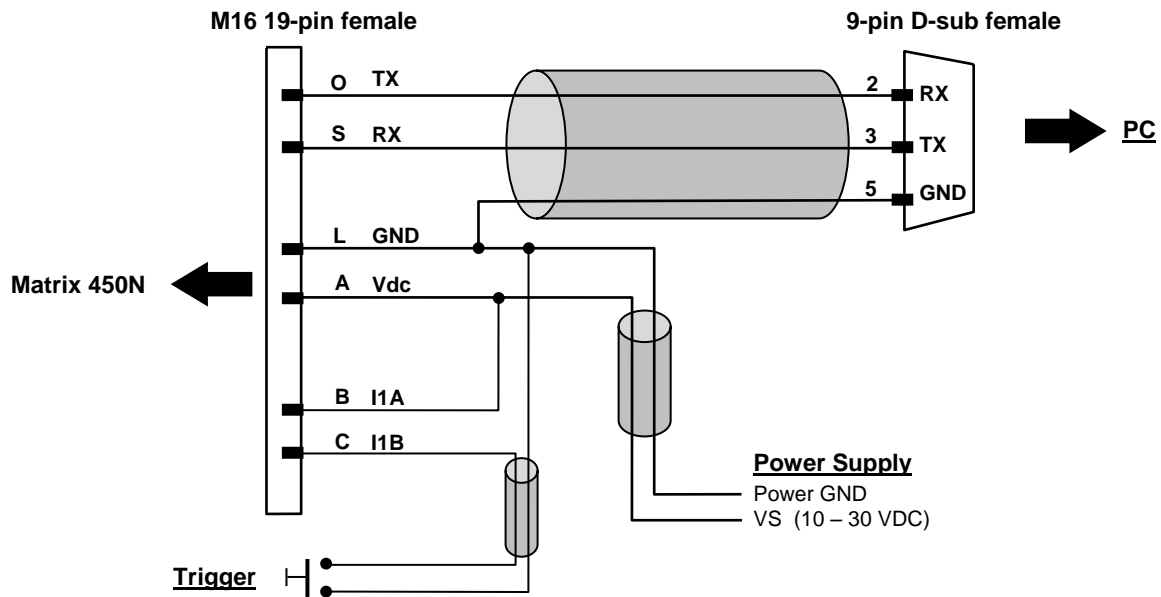 M16 19-pin female
9-pin D-sub female
O TX
2 RX
S RX
3 TX
PC
5 GND
L GND
Matrix 450N
A Vdc
B I1A
C I1B
Power Supply
Power GND
VS (10 – 30 VDC)
Trigger